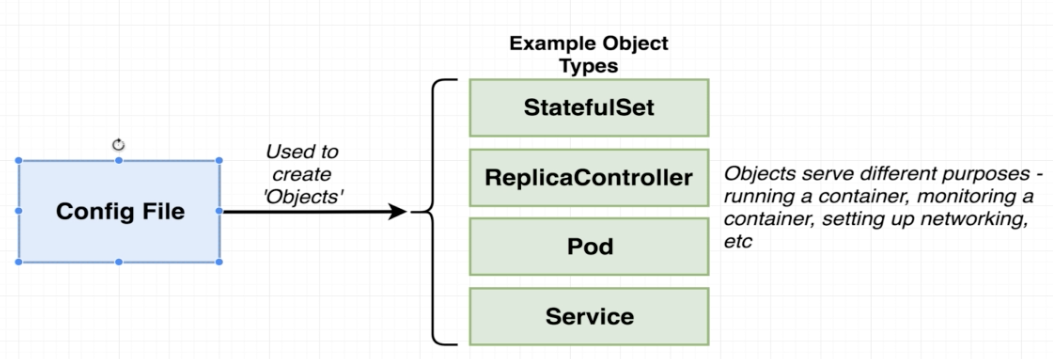 Example Object
Types
StatefulSet
Config File
Used to
create
'Objects'
ReplicaController
Pod
Service
Objects serve different purposes -
running a container, monitoring a
container, setting up networking,
etc